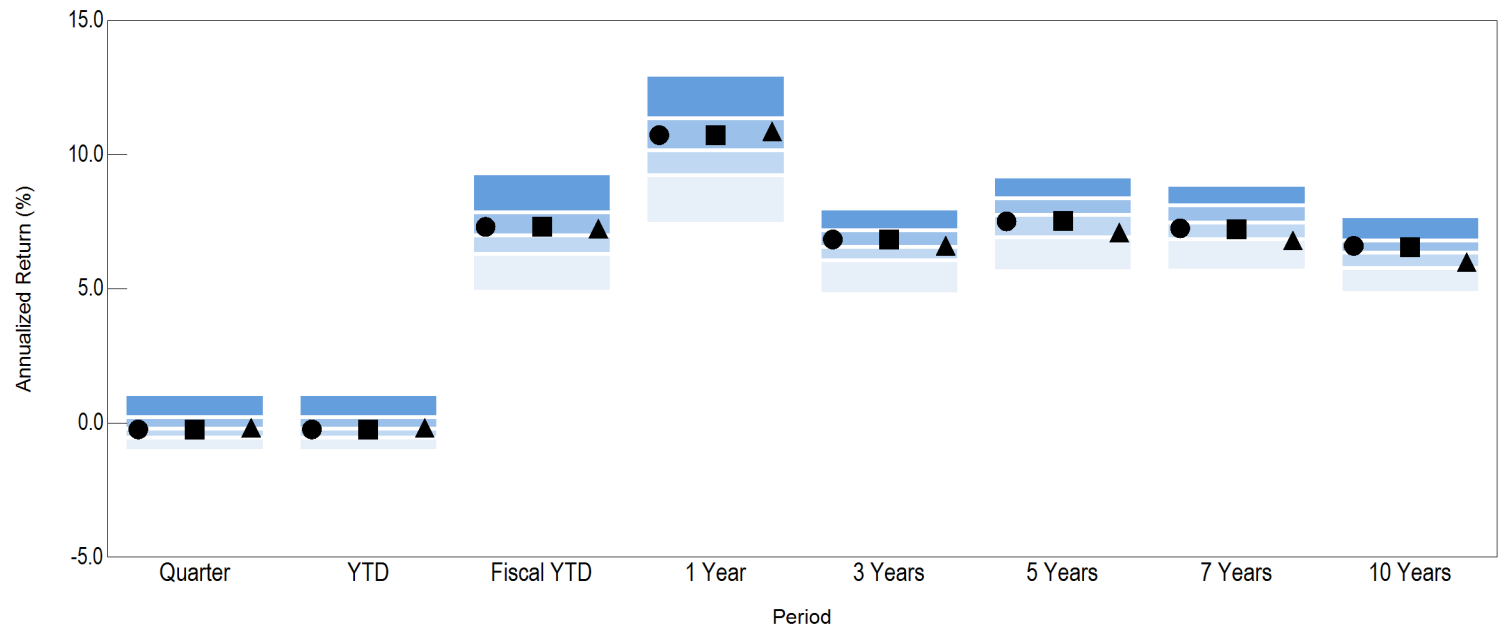 15.0
10.0
5.0
0.0
-5.0
Annualized Return (%)
Quarter YTD Fiscal YTD 1 Year 3 Years 5 Years 7 Years 10 Years
Period